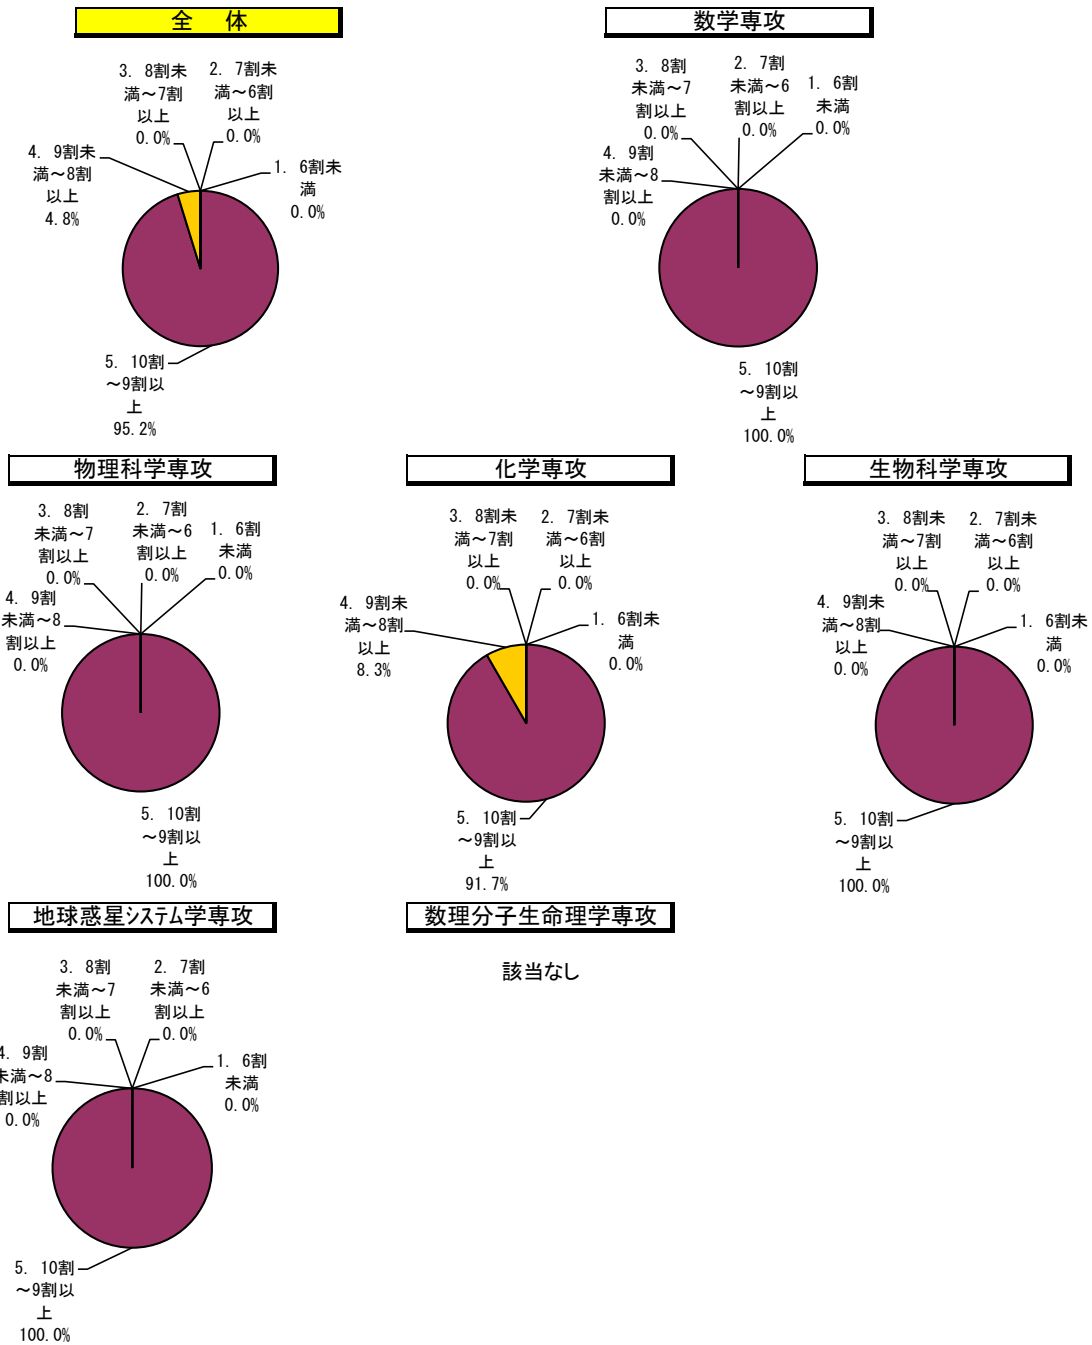 全 体
3. 8割未
満～7割
以上
0.0%
2. 7割未
満～6割
以上
0.0%
4. 9割未
満～8割
以上
4.8%
1. 6割未
満
0.0%
5. 10割
～9割以
上
95.2%
数学専攻
3. 8割
未満～7
割以上
0.0%
2. 7割
未満～6
割以上
0.0%
1. 6割
未満
0.0%
4. 9割
未満～8
割以上
0.0%
5. 10割
～9割以
上
100.0%
物理科学専攻
3. 8割
未満～7
割以上
0.0%
2. 7割
未満～6
割以上
0.0%
1. 6割
未満
0.0%
4. 9割
未満～8
割以上
0.0%
5. 10割
～9割以
上
100.0%
化学専攻
3. 8割未
満～7割
以上
0.0%
2. 7割未
満～6割
以上
0.0%
4. 9割未
満～8割
以上
8.3%
1. 6割未
満
0.0%
5. 10割
～9割以
上
91.7%
生物科学専攻
3. 8割未
満～7割
以上
0.0%
2. 7割未
満～6割
以上
0.0%
4. 9割未
満～8割
以上
0.0%
1. 6割未
満
0.0%
5. 10割
～9割以
上
100.0%
地球惑星システム学専攻
3. 8割
未満～7
割以上
0.0%
2. 7割
未満～6
割以上
0.0%
4. 9割
未満～8
割以上
0.0%
1. 6割
未満
0.0%
5. 10割
～9割以
上
100.0%
数理分子生命理学専攻
該当なし